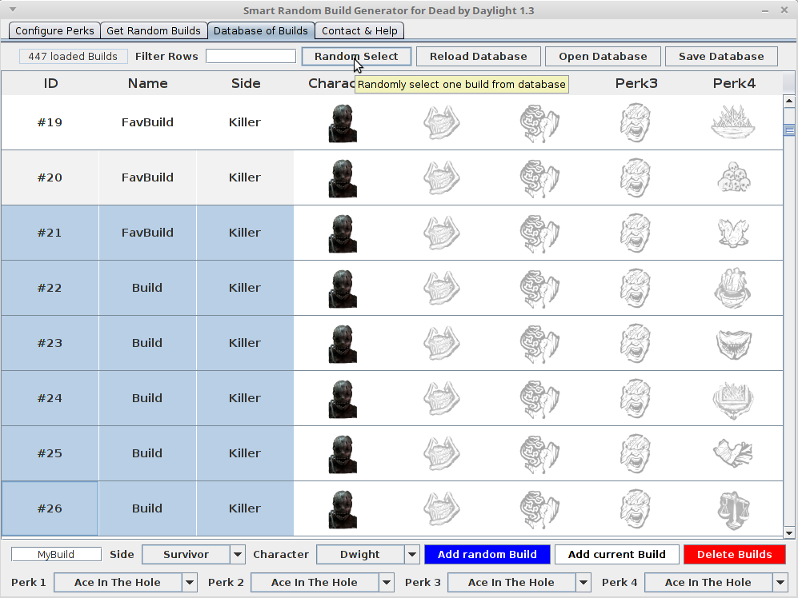 Smart Random Build Generator for Dead by Daylight 1.3
Configure Perks Get Random Builds Database of Builds Contact & Help
447 loaded Builds Filter Rows Random Select Reload Database Open Database Save Database
ID Name Side Charac Perk3 Perk4
Randomly select one build from database
#19 FavBuild Killer
#20 FavBuild Killer
#21 FavBuild Killer
#22 Build Killer
#23 Build Killer
#24 Build Killer
#25 Build Killer
#26 Build Killer
MyBuild Side Survivor Character Dwight Add random Build Add current Build Delete Builds
Perk 1 Ace In The Hole Perk 2 Ace In The Hole Perk 3 Ace In The Hole Perk 4 Ace In The Hole